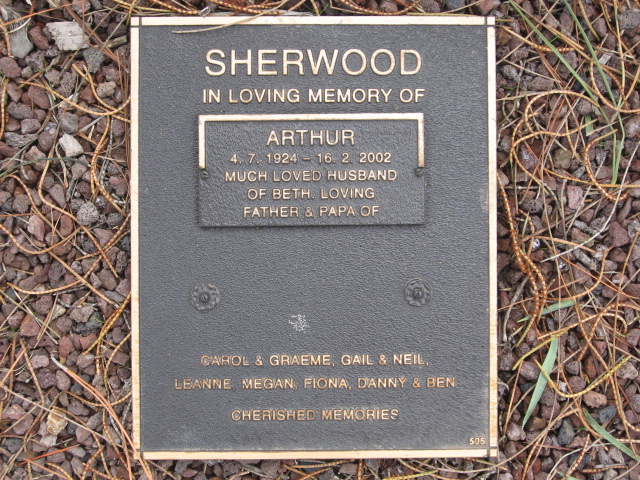 SHERWOOD
IN LOVING MEMORY OF
ARTHUR
4. 7. 1924 – 16. 2. 2002
MUCH LOVED HUSBAND
OF BETH. LOVING
FATHER & PAPA OF
CAROL & GRAEME, GAIL & NEIL,
LEANNE, MEGAN, FIONA, DANNY & BEN
CHERISHED MEMORIES
505